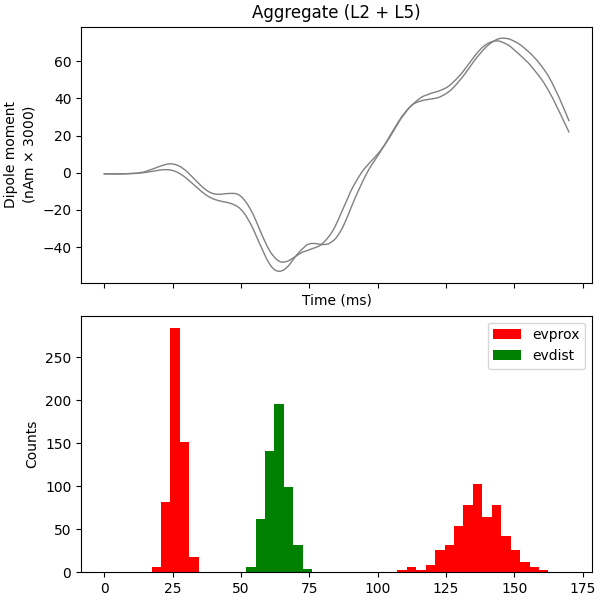 Aggregate (L2 + L5)
Dipole moment
(nAm × 3000)
60
40
20
0
−20
−40
Time (ms)
Counts
250
200
150
100
50
0
evprox
evdist
0 25 50 75 100 125 150 175